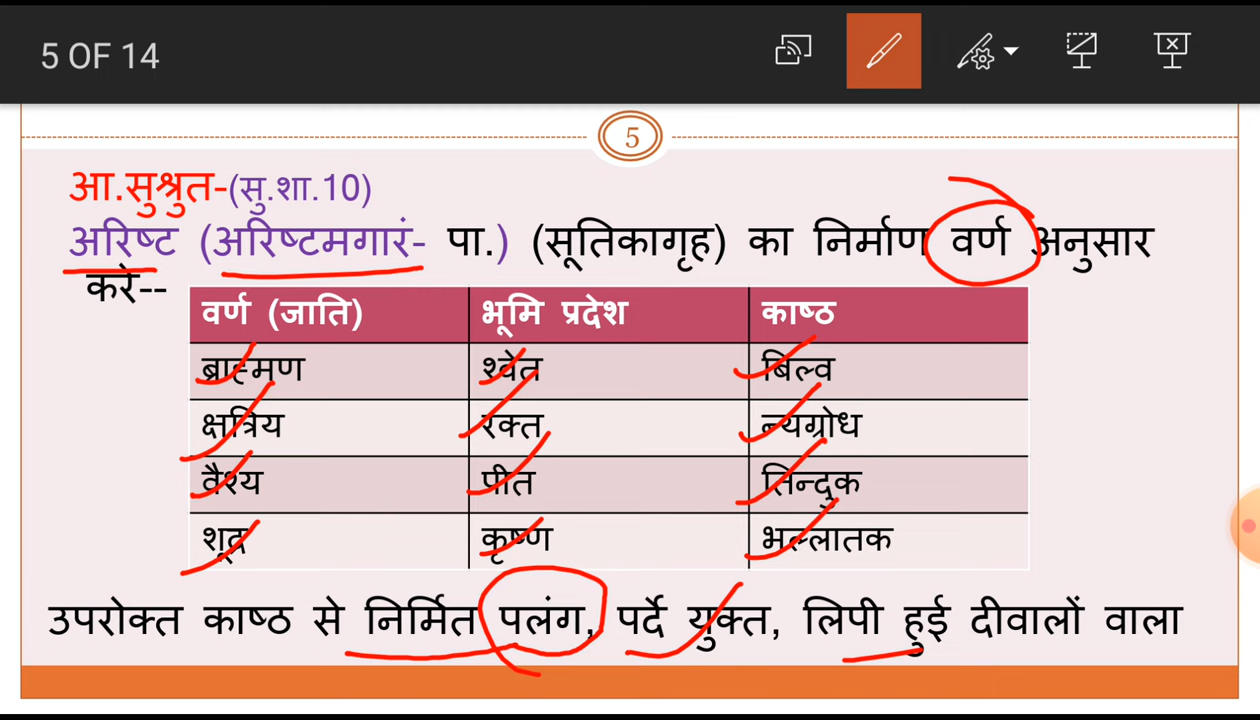 5 OF 14
5
आ.सुश्रुत-(सु.शा.10)
अरिष्ट (अरिष्टमगारं- पा.) (सूतिकागृह) का निर्माण वर्ण अनुसार
करे--
वर्ण (जाति) भूमि प्रदेश काष्ठ
ब्राह्मण श्वेत बिल्व
क्षत्रिय रक्त न्यग्रोध
वैश्य पीत तिन्दुक
शूद्र कृष्ण भल्लातक
उपरोक्त काष्ठ से निर्मित पलंग, पर्दे युक्त, लिपी हुई दीवालों वाला